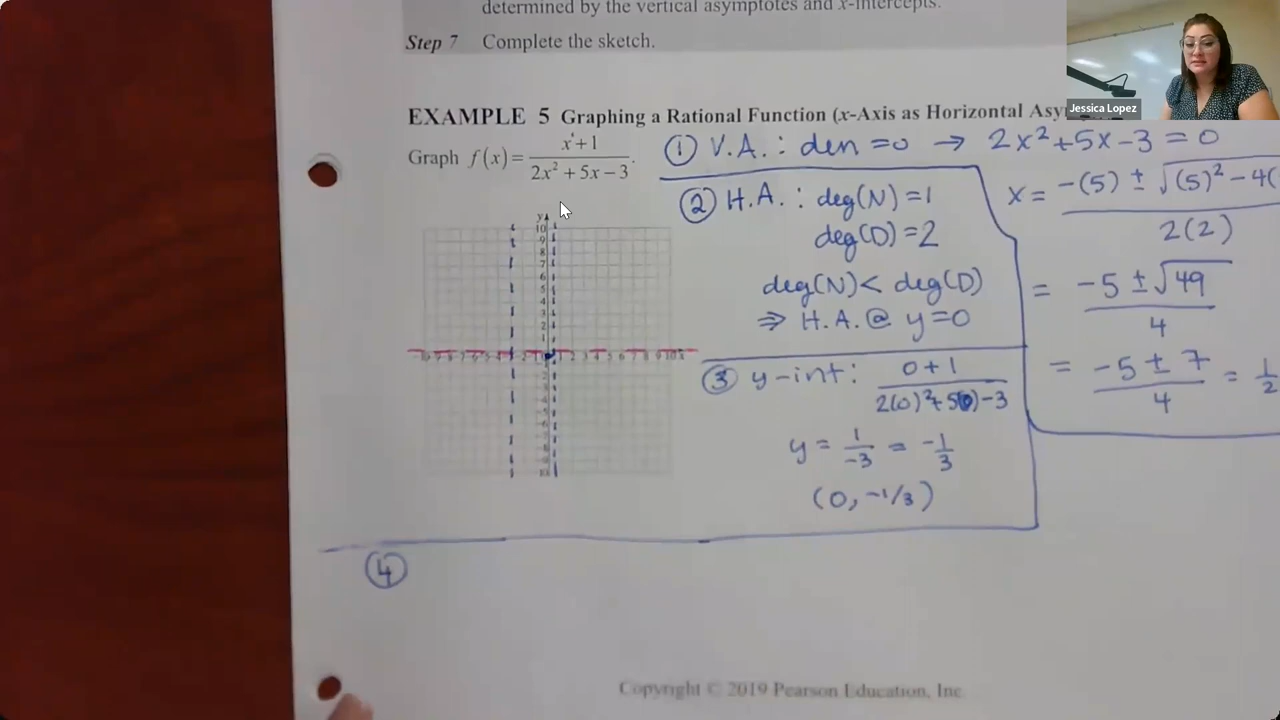 determined by the vertical asymptotes and x-intercepts.
Step 7 Complete the sketch.
Jessica Lopez
EXAMPLE 5 Graphing a Rational Function (x-Axis as Horizontal Asy
Graph f(x) = x+1 / 2x² + 5x − 3.
① V.A.: den=0 → 2x²+5x−3=0
x = −(5) ± √(5)²−4( / 2(2)
= −5 ± √49 / 4
= −5 ± 7 / 4 = 1/2
② H.A.: deg(N)=1
deg(D)=2
deg(N)< deg(D)
⇒ H.A.@ y=0
③ y-int: 0+1 / 2(0)²+5(0)−3
y = 1/−3 = −1/3
(0, −1/3)
④
Copyright © 2019 Pearson Education, Inc